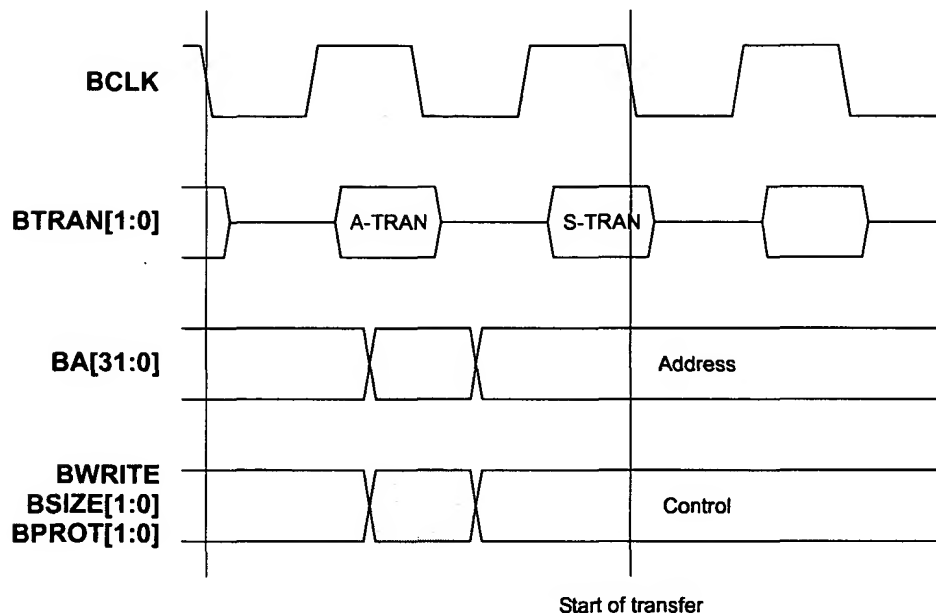 BCLK
BTRAN[1:0]
A-TRAN
S-TRAN
BA[31:0]
Address
BWRITE
BSIZE[1:0]
BPROT[1:0]
Control
Start of transfer